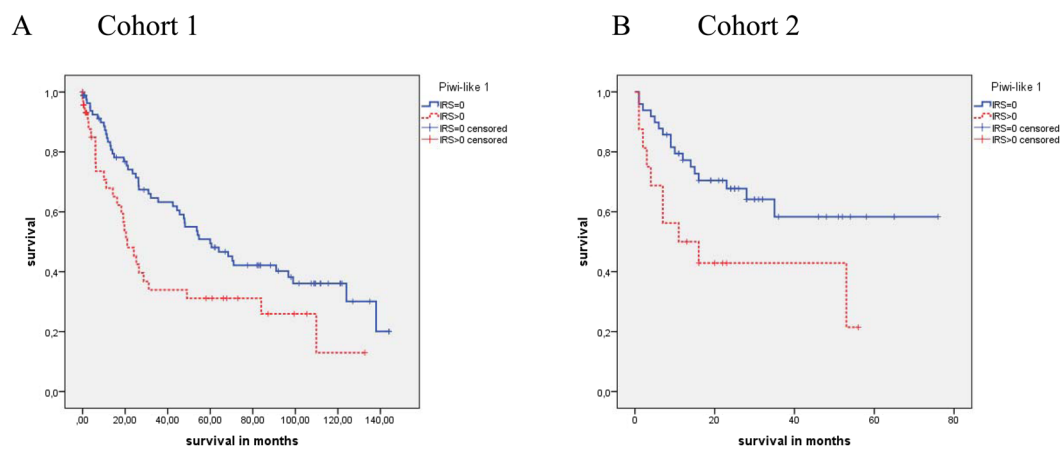 A Cohort 1
B Cohort 2
Piwi-like 1
IRS=0
IRS>0
IRS=0 censored
IRS>0 censored
survival
1,0
0,8
0,6
0,4
0,2
0,0
,00 20,00 40,00 60,00 80,00 100,00 120,00 140,00
survival in months
Piwi-like 1
IRS=0
IRS>0
IRS=0 censored
IRS>0 censored
survival
1,0
0,8
0,6
0,4
0,2
0,0
0 20 40 60 80
survival in months